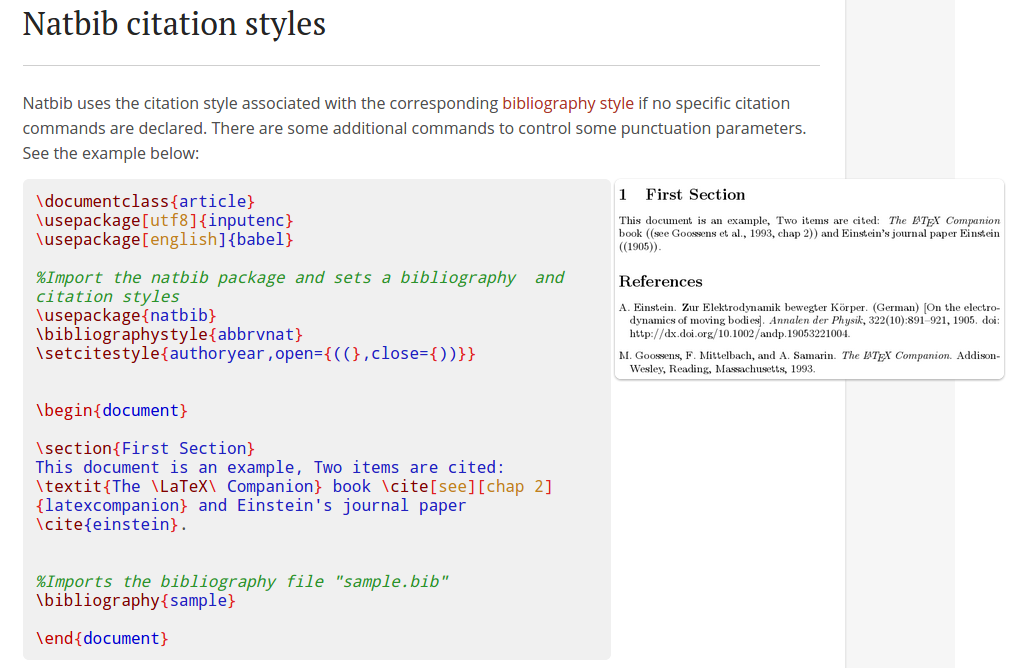 Natbib citation styles
Natbib uses the citation style associated with the corresponding bibliography style if no specific citation
commands are declared. There are some additional commands to control some punctuation parameters.
See the example below:
\documentclass{article}
\usepackage[utf8]{inputenc}
\usepackage[english]{babel}
%Import the natbib package and sets a bibliography  and
citation styles
\usepackage{natbib}
\bibliographystyle{abbrvnat}
\setcitestyle{authoryear,open={((},close={))}}
\begin{document}
\section{First Section}
This document is an example, Two items are cited:
\textit{The \LaTeX\ Companion} book \cite[see][chap 2]
{latexcompanion} and Einstein's journal paper
\cite{einstein}.
%Imports the bibliography file "sample.bib"
\bibliography{sample}
\end{document}
1 First Section
This document is an example, Two items are cited: The LaTeX Companion
book ((see Goossens et al., 1993, chap 2)) and Einstein's journal paper Einstein
((1905)).
References
A. Einstein. Zur Elektrodynamik bewegter Körper. (German) [On the electro-
dynamics of moving bodies]. Annalen der Physik, 322(10):891–921, 1905. doi:
http://dx.doi.org/10.1002/andp.19053221004.
M. Goossens, F. Mittelbach, and A. Samarin. The LaTeX Companion. Addison-
Wesley, Reading, Massachusetts, 1993.